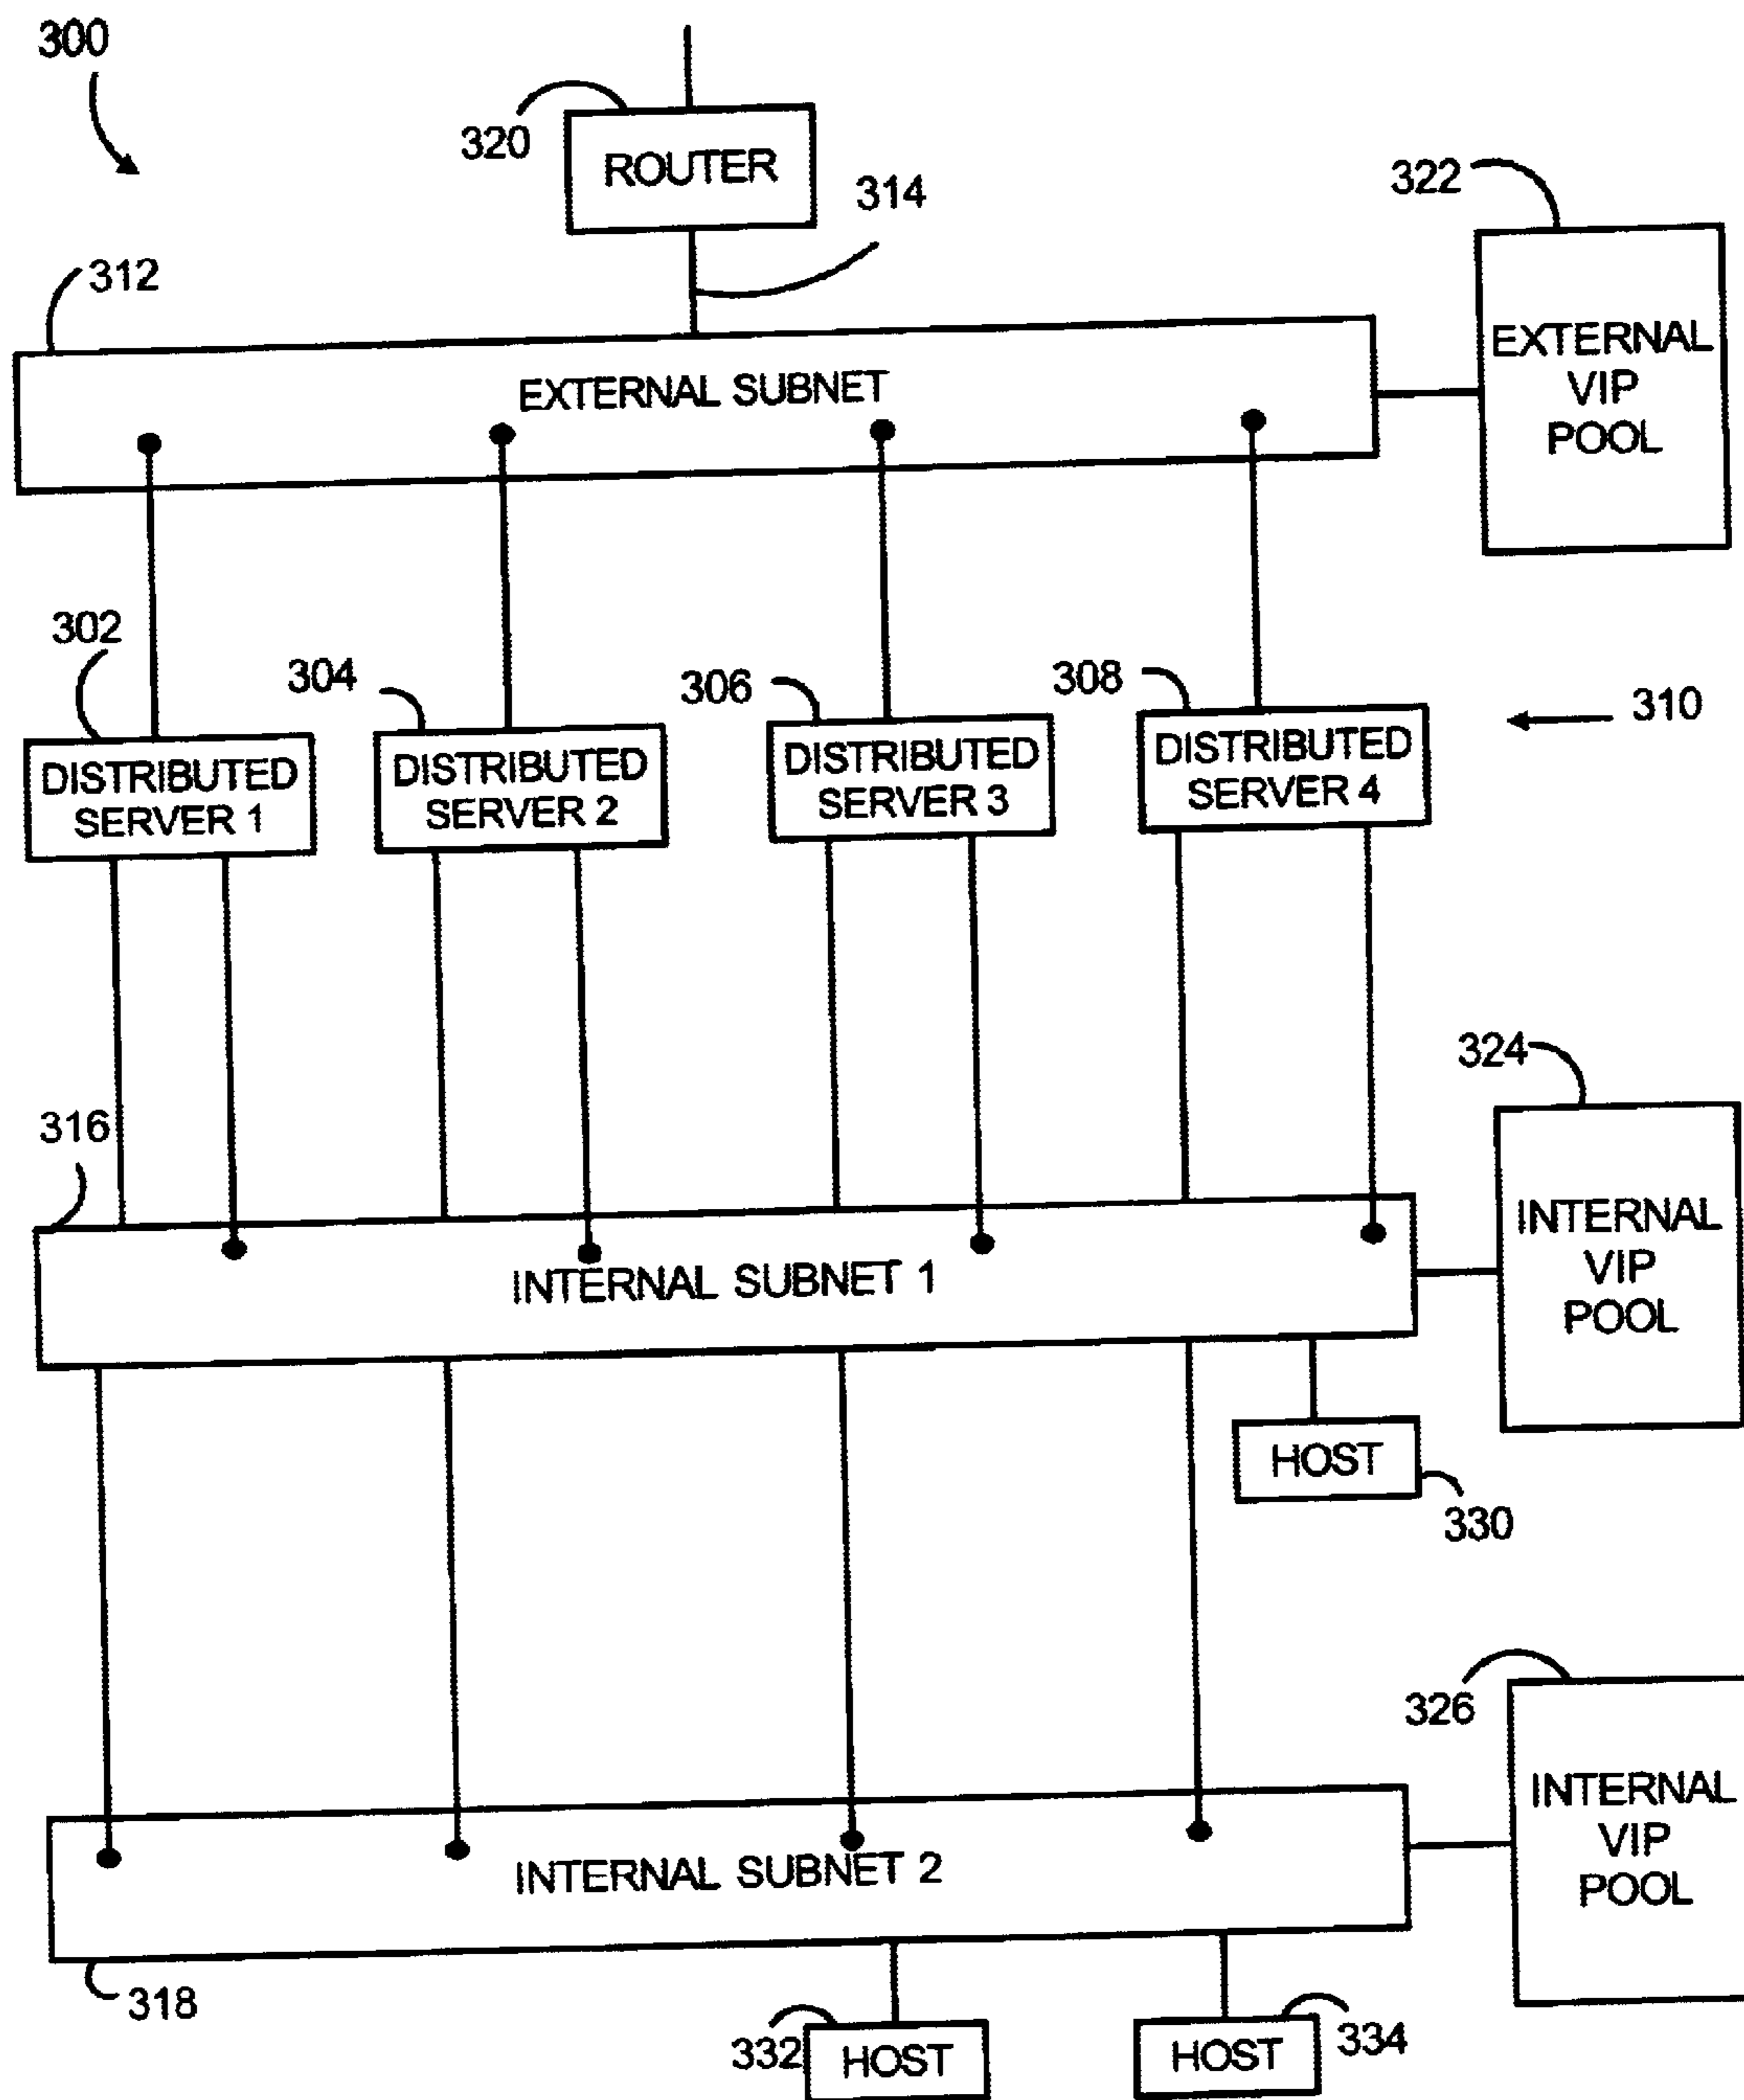 300
320
ROUTER
314
322
312
EXTERNAL SUBNET
EXTERNAL
VIP
POOL
302
304
306
308
310
DISTRIBUTED
SERVER 1
DISTRIBUTED
SERVER 2
DISTRIBUTED
SERVER 3
DISTRIBUTED
SERVER 4
324
316
INTERNAL SUBNET 1
INTERNAL
VIP
POOL
HOST
330
326
INTERNAL SUBNET 2
INTERNAL
VIP
POOL
318
332
HOST
HOST
334